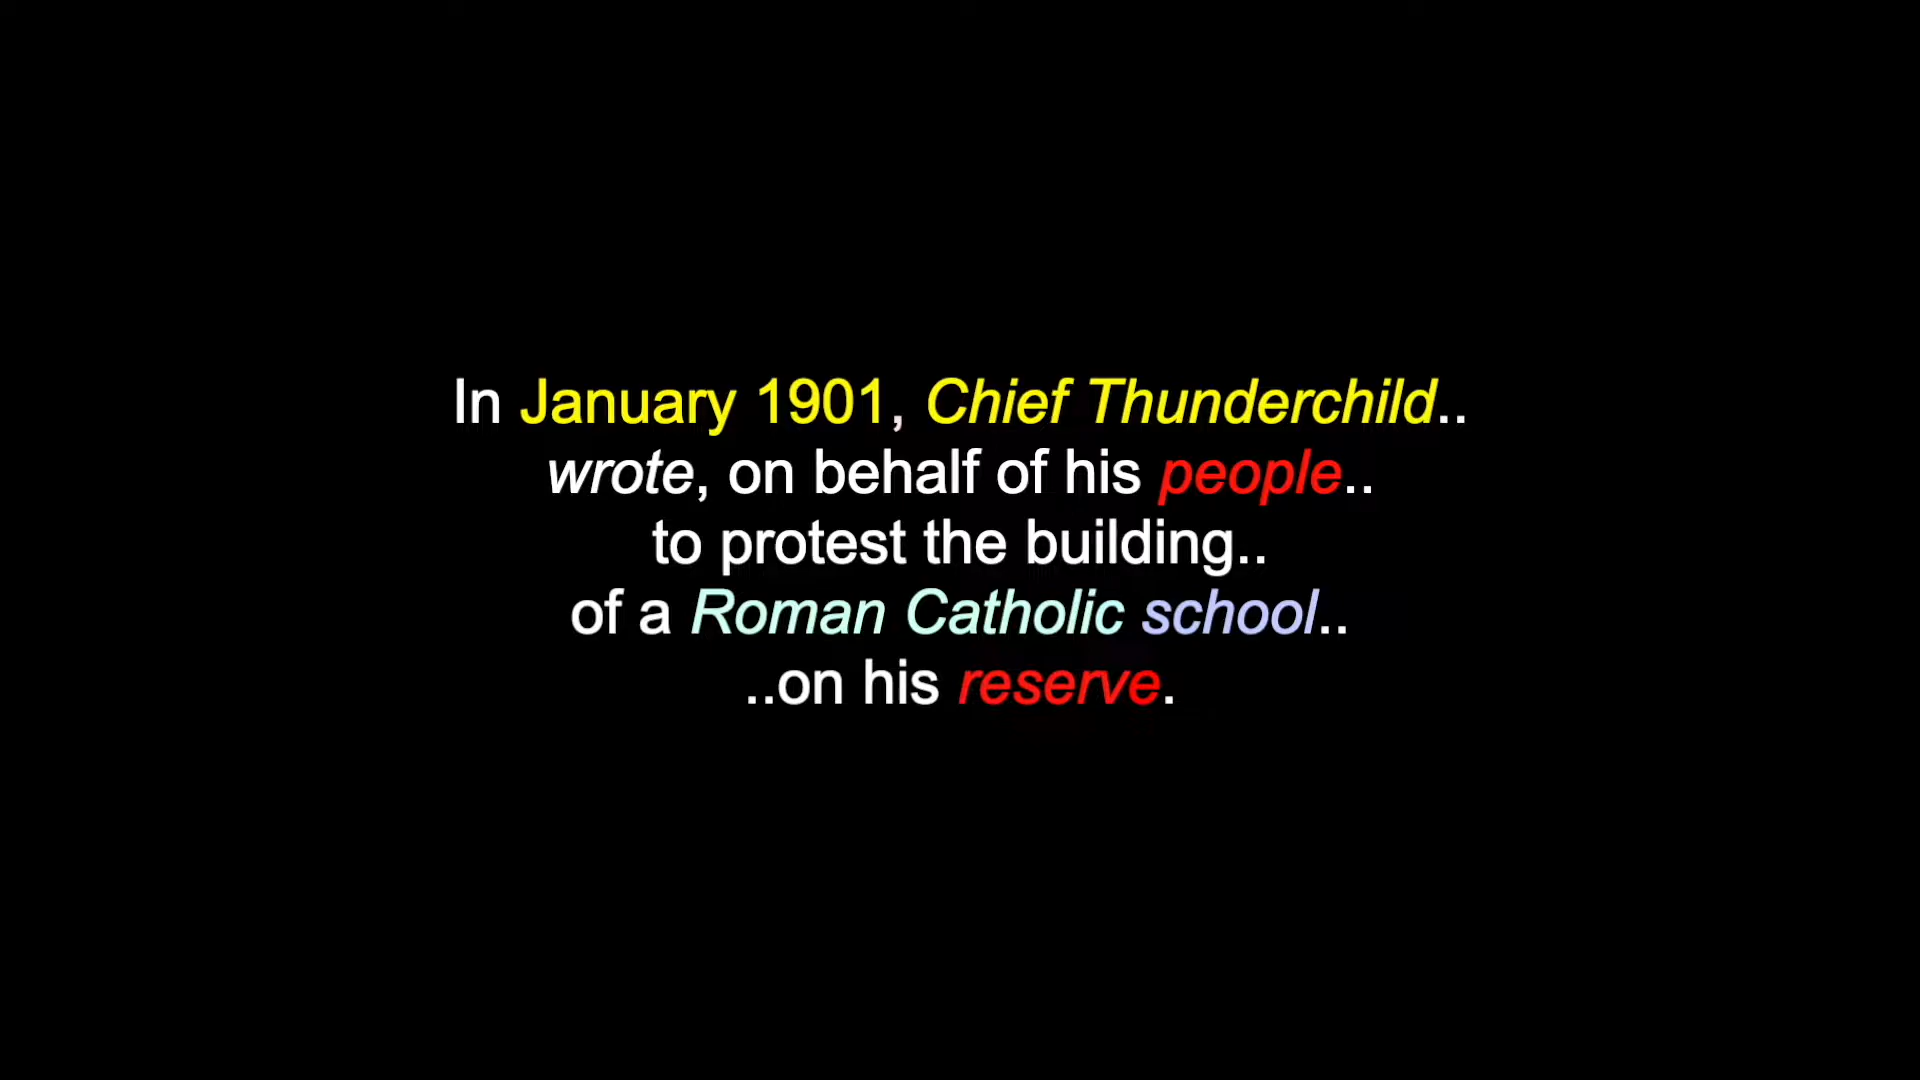 In January 1901, Chief Thunderchild..
wrote, on behalf of his people..
to protest the building..
of a Roman Catholic school..
..on his reserve.